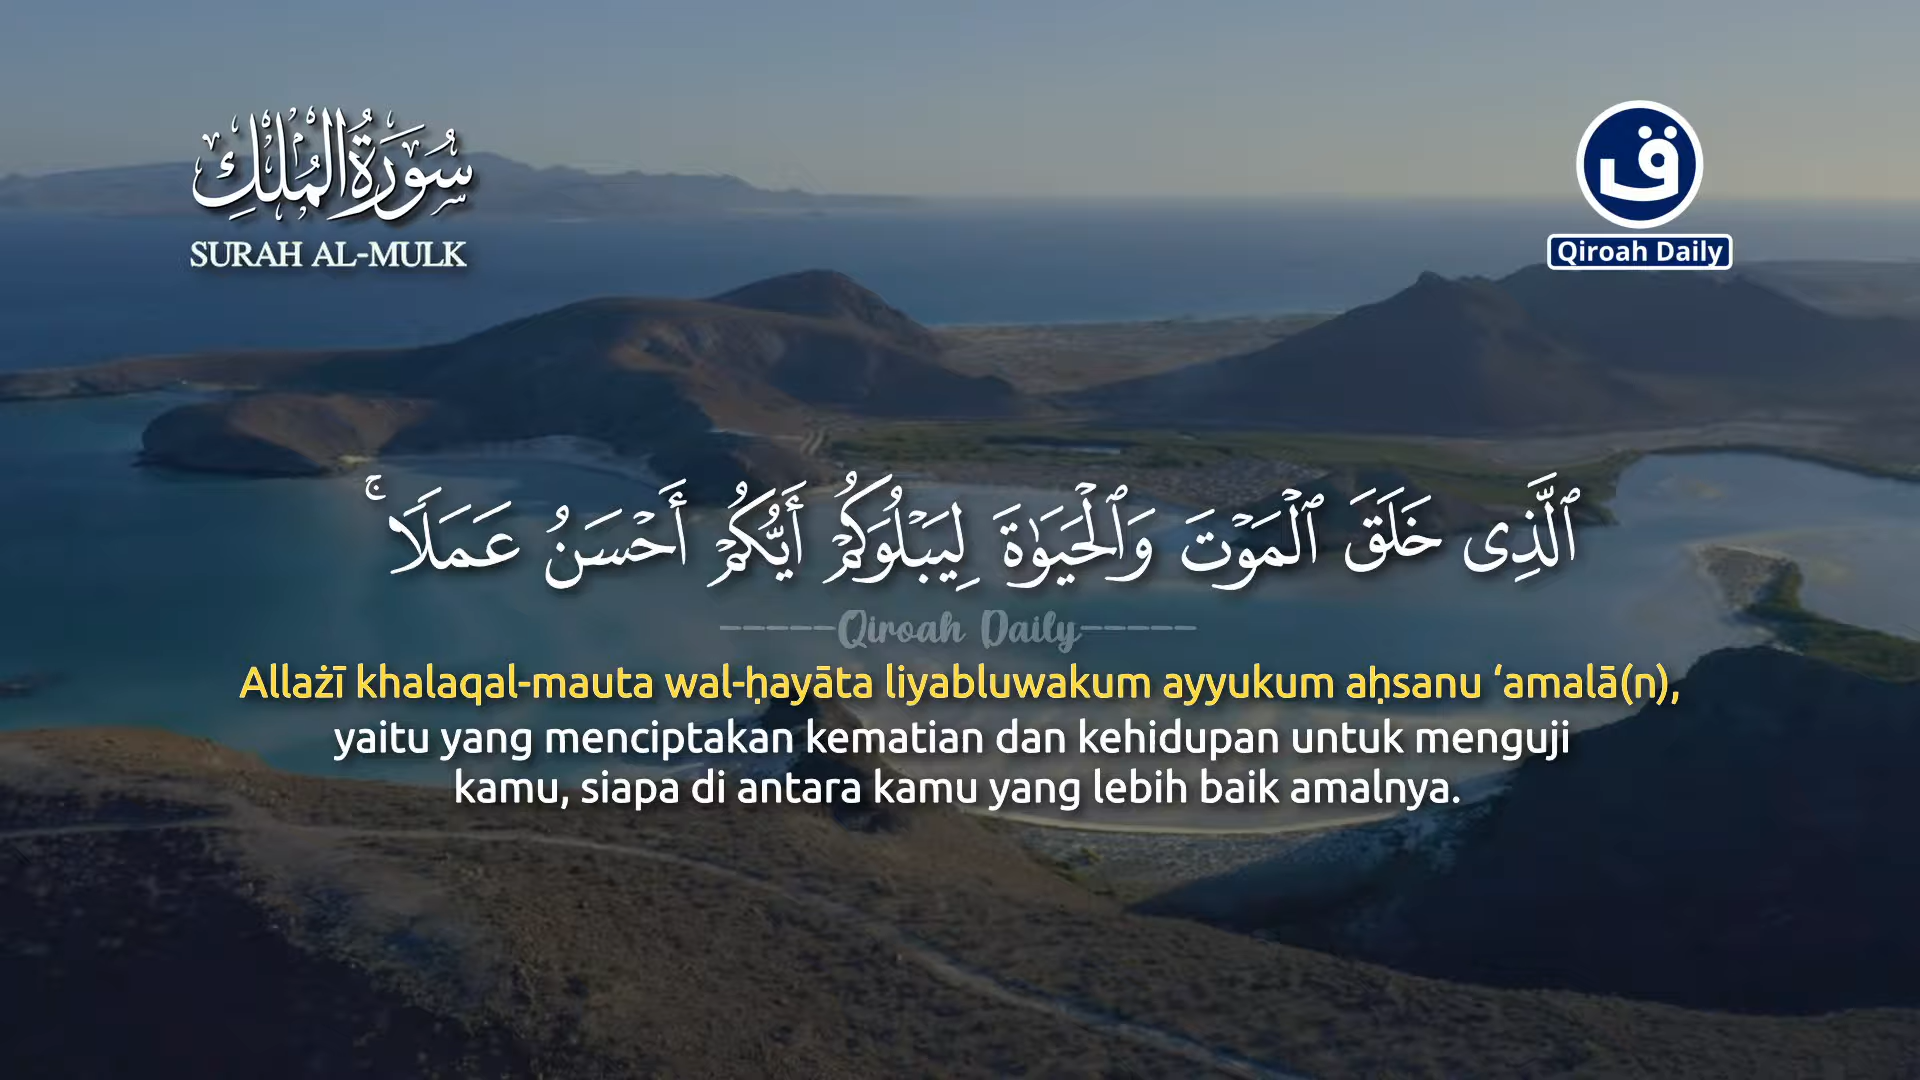 سُورَةُ الْمُلْكِ
SURAH AL-MULK
ق
Qiroah Daily
ٱلَّذِى خَلَقَ ٱلْمَوْتَ وَٱلْحَيَوٰةَ لِيَبْلُوَكُمْ أَيُّكُمْ أَحْسَنُ عَمَلًا ۚ
-----Qiroah Daily-----
Allażī khalaqal-mauta wal-ḥayāta liyabluwakum ayyukum aḥsanu ‘amalā(n),
yaitu yang menciptakan kematian dan kehidupan untuk menguji
kamu, siapa di antara kamu yang lebih baik amalnya.